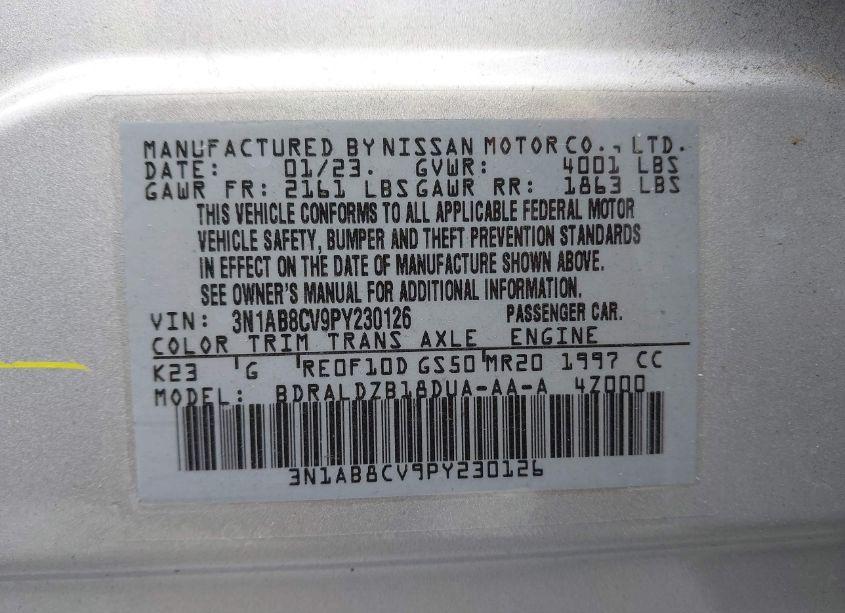 MANUFACTURED BY NISSAN MOTOR CO., LTD.
DATE: 01/23. GVWR: 4001 LBS
GAWR FR: 2161 LBS GAWR RR: 1863 LBS
THIS VEHICLE CONFORMS TO ALL APPLICABLE FEDERAL MOTOR
VEHICLE SAFETY, BUMPER AND THEFT PREVENTION STANDARDS
IN EFFECT ON THE DATE OF MANUFACTURE SHOWN ABOVE.
SEE OWNER'S MANUAL FOR ADDITIONAL INFORMATION.
VIN: 3N1AB8CV9PY230126 PASSENGER CAR.
COLOR TRIM TRANS AXLE ENGINE
K23 G RE0F10D GS50 MR20 1997 CC
MODEL: BDRALDZB18DUA-AA-A 4Z000
3N1AB8CV9PY230126